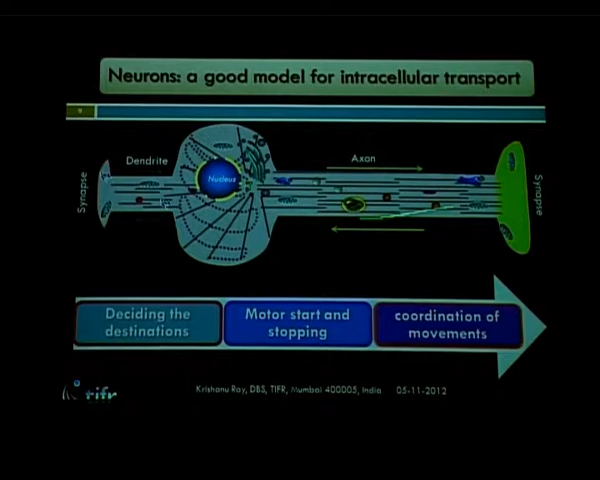 Neurons: a good model for intracellular transport
9
Dendrite
Axon
Nucleus
Synapse
Synapse
Deciding the
destinations
Motor start and
stopping
coordination of
movements
tifr
Krishanu Ray, DBS, TIFR, Mumbai 400005, India 05-11-2012